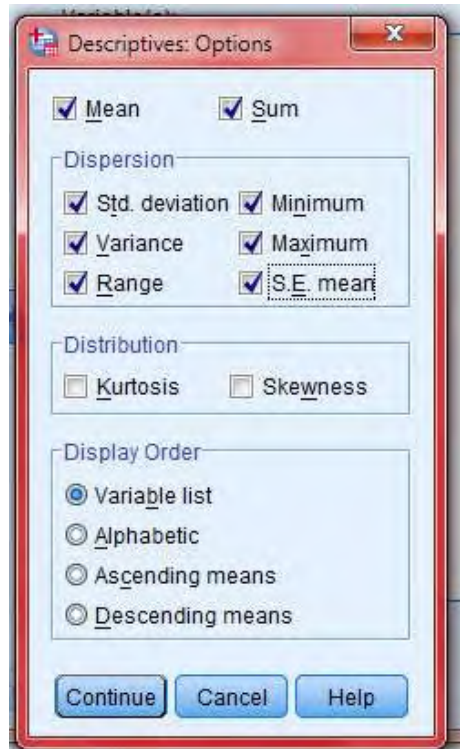 Variable(s):
Descriptives: Options
Mean Sum
Dispersion
Std. deviation Minimum
Variance Maximum
Range S.E. mean
Distribution
Kurtosis Skewness
Display Order
Variable list
Alphabetic
Ascending means
Descending means
Continue Cancel Help